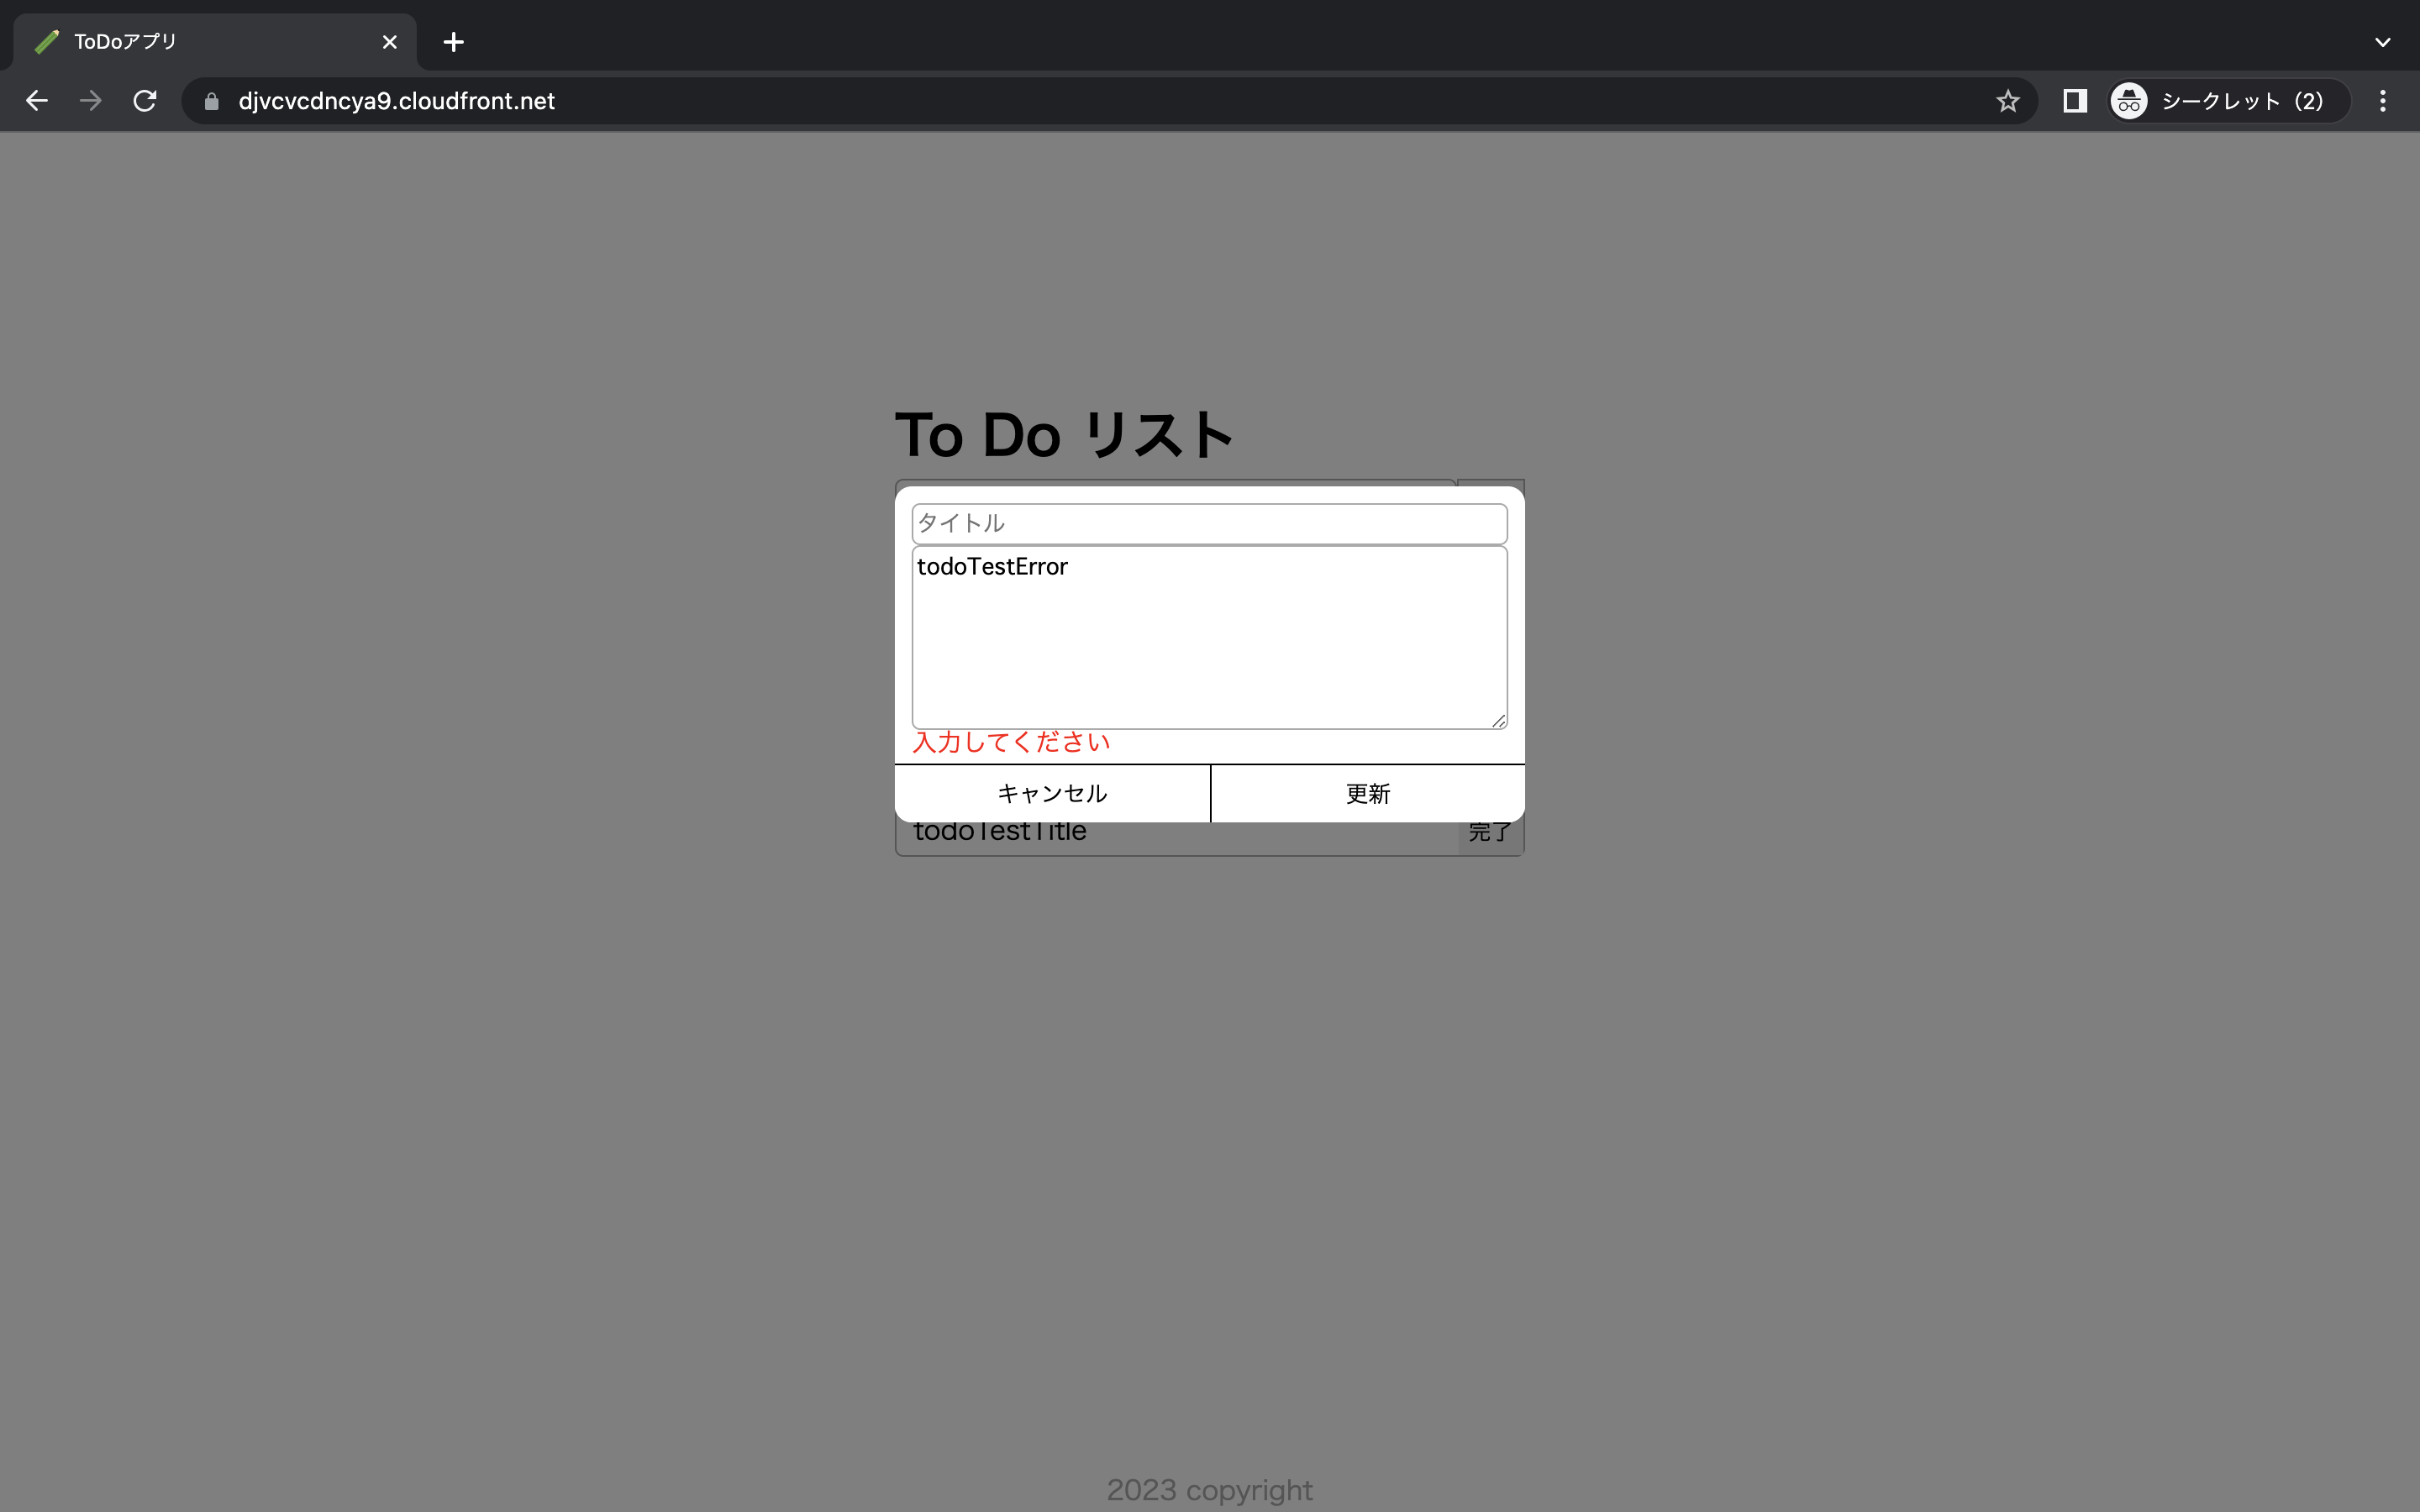 ToDoアプリ
djvcvcdncya9.cloudfront.net
シークレット（2）
To Do リスト
タイトル
todoTestError
入力してください
キャンセル
更新
todoTestTitle
完了
2023 copyright